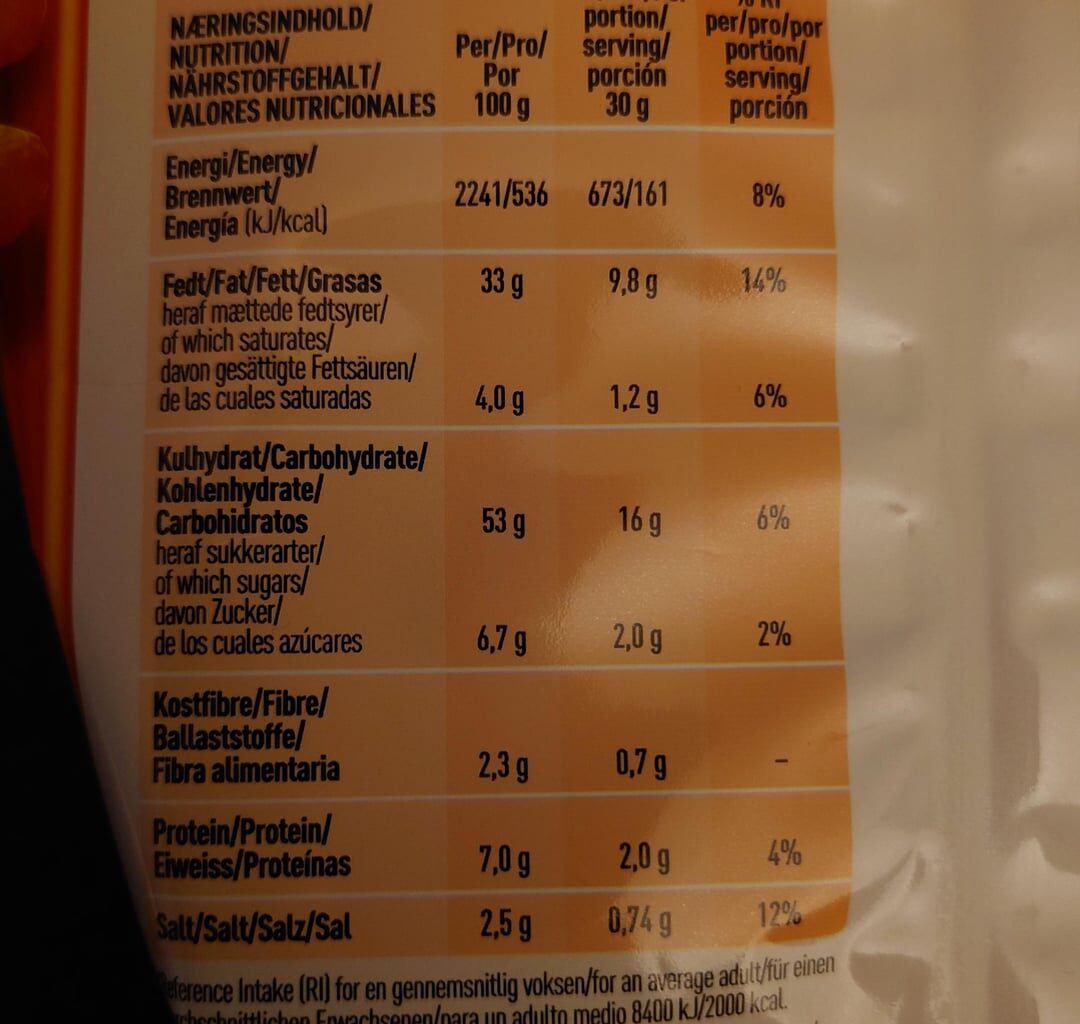 NÆRINGSINDHOLD/
NUTRITION/
NÄHRSTOFFGEHALT/
VALORES NUTRICIONALES
Per/Pro/
Por
100 g
portion/
serving/
porción
30 g
% RI
per/pro/por
portion/
serving/
porción
Energi/Energy/
Brennwert/
Energía (kJ/kcal)
2241/536 673/161 8%
Fedt/Fat/Fett/Grasas 33 g 9,8 g 14%
heraf mættede fedtsyrer/
of which saturates/
davon gesättigte Fettsäuren/
de las cuales saturadas 4,0 g 1,2 g 6%
Kulhydrat/Carbohydrate/
Kohlenhydrate/
Carbohidratos 53 g 16 g 6%
heraf sukkerarter/
of which sugars/
davon Zucker/
de los cuales azúcares 6,7 g 2,0 g 2%
Kostfibre/Fibre/
Ballaststoffe/
Fibra alimentaria 2,3 g 0,7 g –
Protein/Protein/
Eiweiss/Proteínas 7,0 g 2,0 g 4%
Salt/Salt/Salz/Sal 2,5 g 0,74 g 12%
Intake (RI) for en gennemsnitlig voksen/for an average adult/für einen
Erwachsenen/para un adulto medio 8400 kJ/2000 kcal.